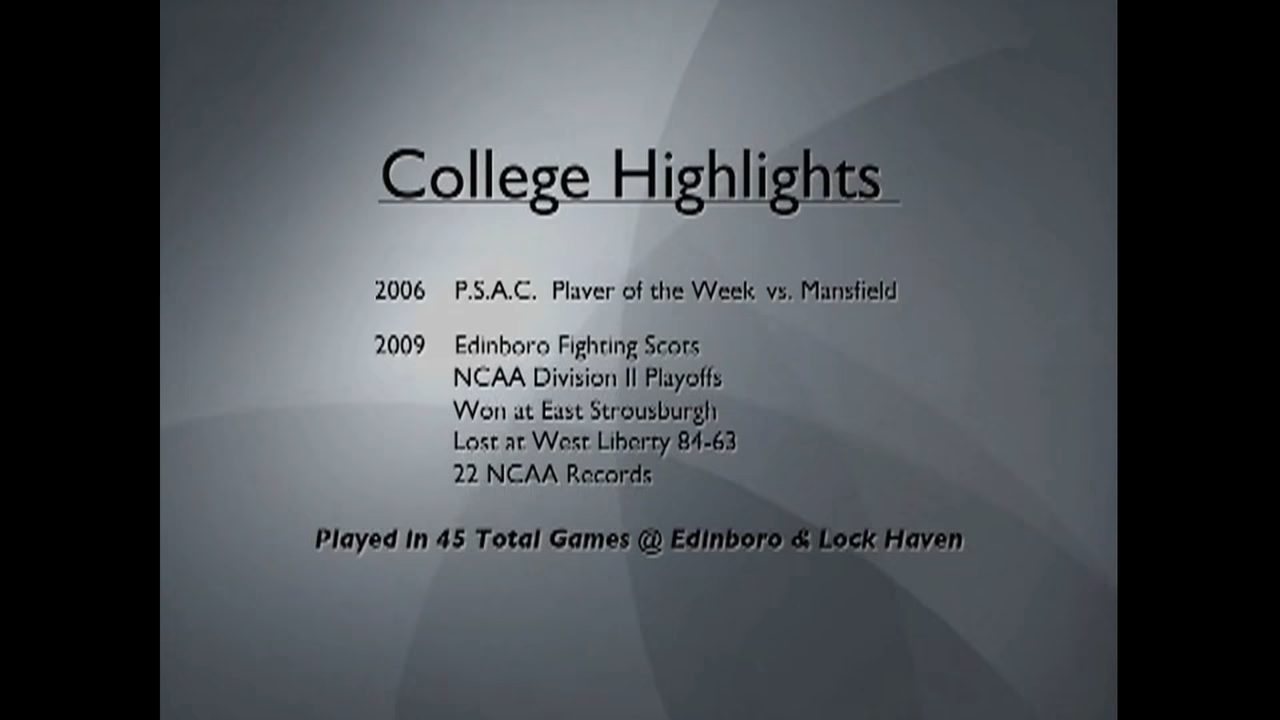 College Highlights
2006 P.S.A.C. Player of the Week vs. Mansfield
2009 Edinboro Fighting Scots
NCAA Division II Playoffs
Won at East Strousburgh
Lost at West Liberty 84-63
22 NCAA Records
Played In 45 Total Games @ Edinboro & Lock Haven